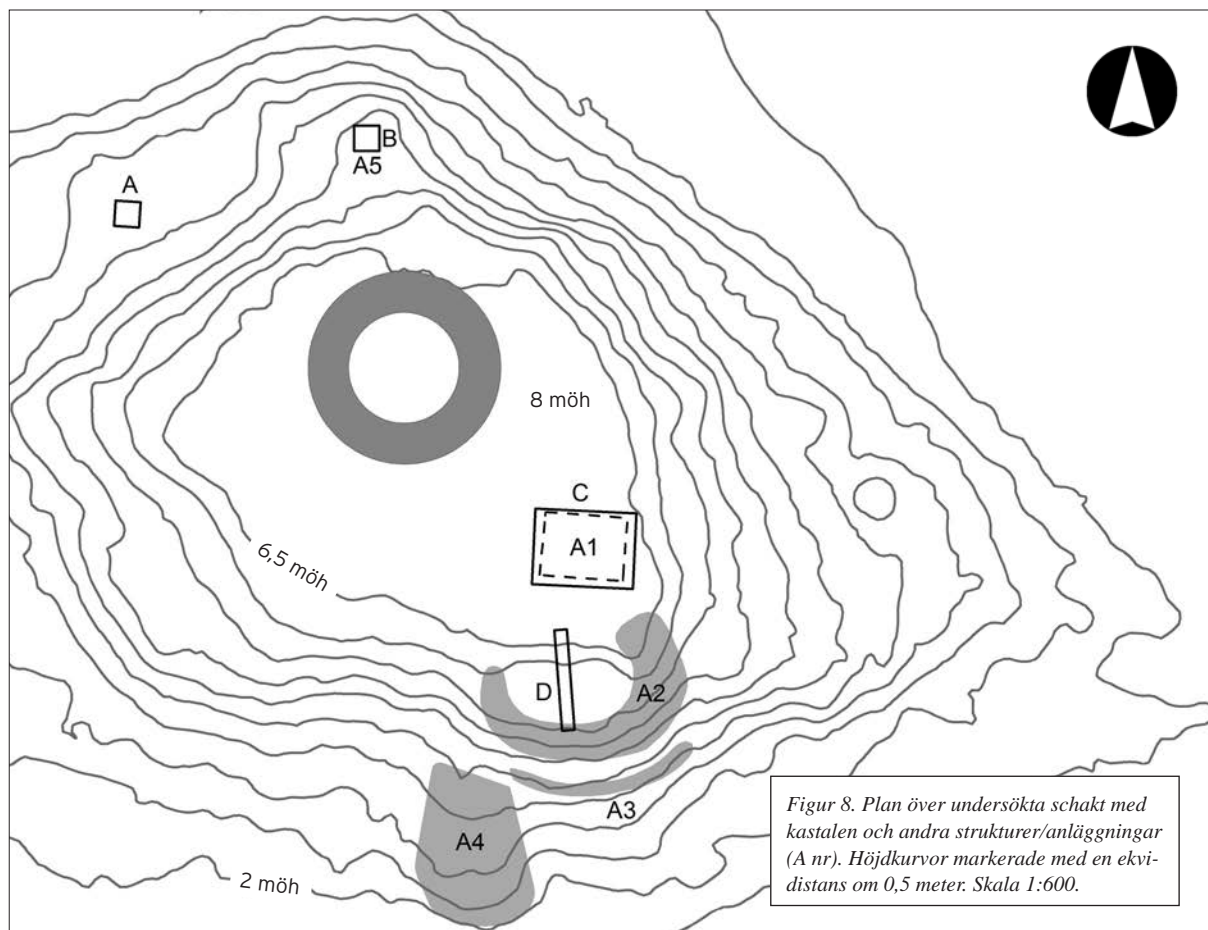 B
A5
A
8 möh
C
A1
6,5 möh
D
A2
A3
A4
2 möh
Figur 8. Plan över undersökta schakt med
kastalen och andra strukturer/anläggningar
(A nr). Höjdkurvor markerade med en ekvi-
distans om 0,5 meter. Skala 1:600.